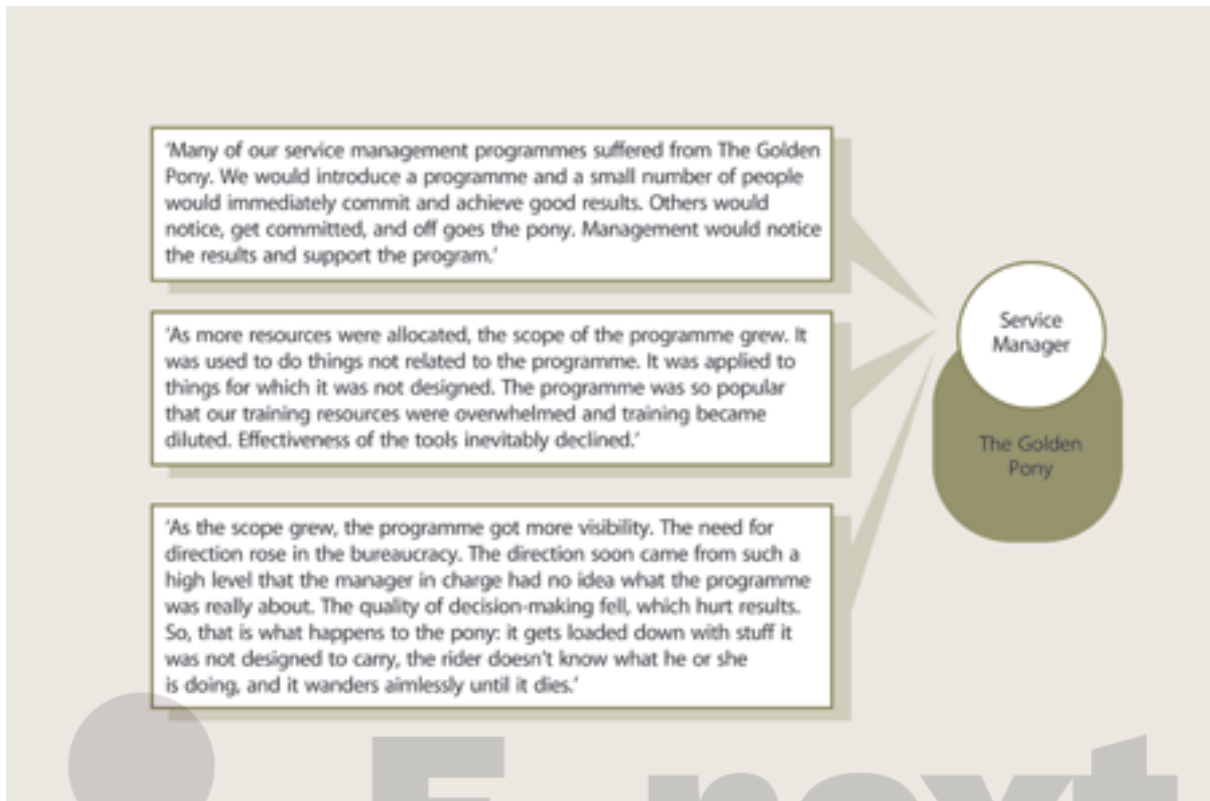 'Many of our service management programmes suffered from The Golden
Pony. We would introduce a programme and a small number of people
would immediately commit and achieve good results. Others would
notice, get committed, and off goes the pony. Management would notice
the results and support the program.'
'As more resources were allocated, the scope of the programme grew. It
was used to do things not related to the programme. It was applied to
things for which it was not designed. The programme was so popular
that our training resources were overwhelmed and training became
diluted. Effectiveness of the tools inevitably declined.'
'As the scope grew, the programme got more visibility. The need for
direction rose in the bureaucracy. The direction soon came from such a
high level that the manager in charge had no idea what the programme
was really about. The quality of decision-making fell, which hurt results.
So, that is what happens to the pony: it gets loaded down with stuff it
was not designed to carry, the rider doesn't know what he or she
is doing, and it wanders aimlessly until it dies.'
Service
Manager
The Golden
Pony